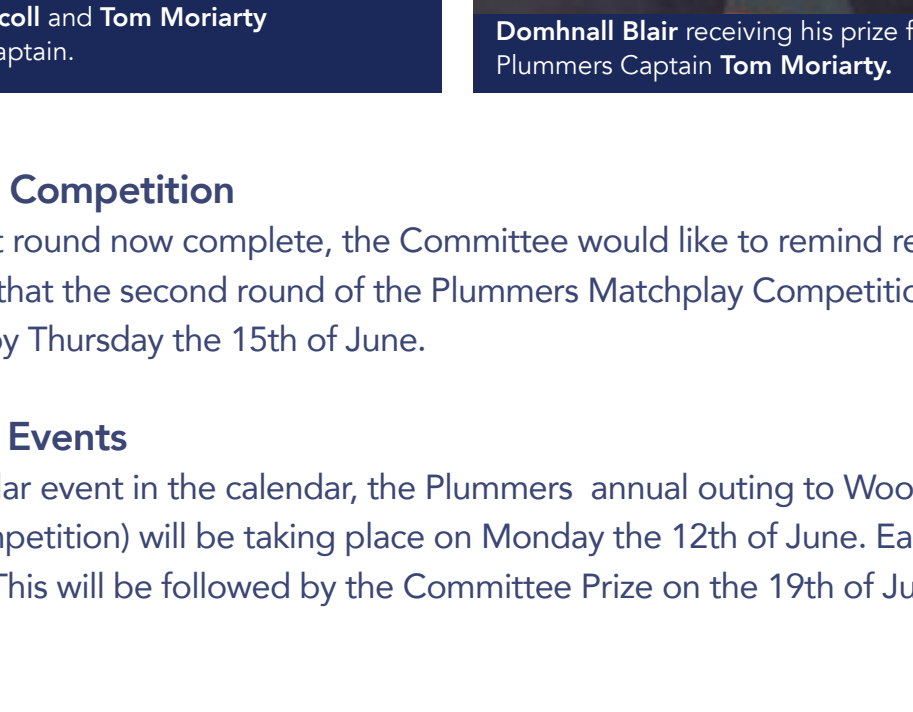 coll and Tom Moriarty
aptain.
Domhnall Blair receiving his prize f
Plummers Captain Tom Moriarty.
Competition
t round now complete, the Committee would like to remind re
that the second round of the Plummers Matchplay Competitio
by Thursday the 15th of June.
Events
lar event in the calendar, the Plummers  annual outing to Woo
mpetition) will be taking place on Monday the 12th of June. Ea
This will be followed by the Committee Prize on the 19th of Ju